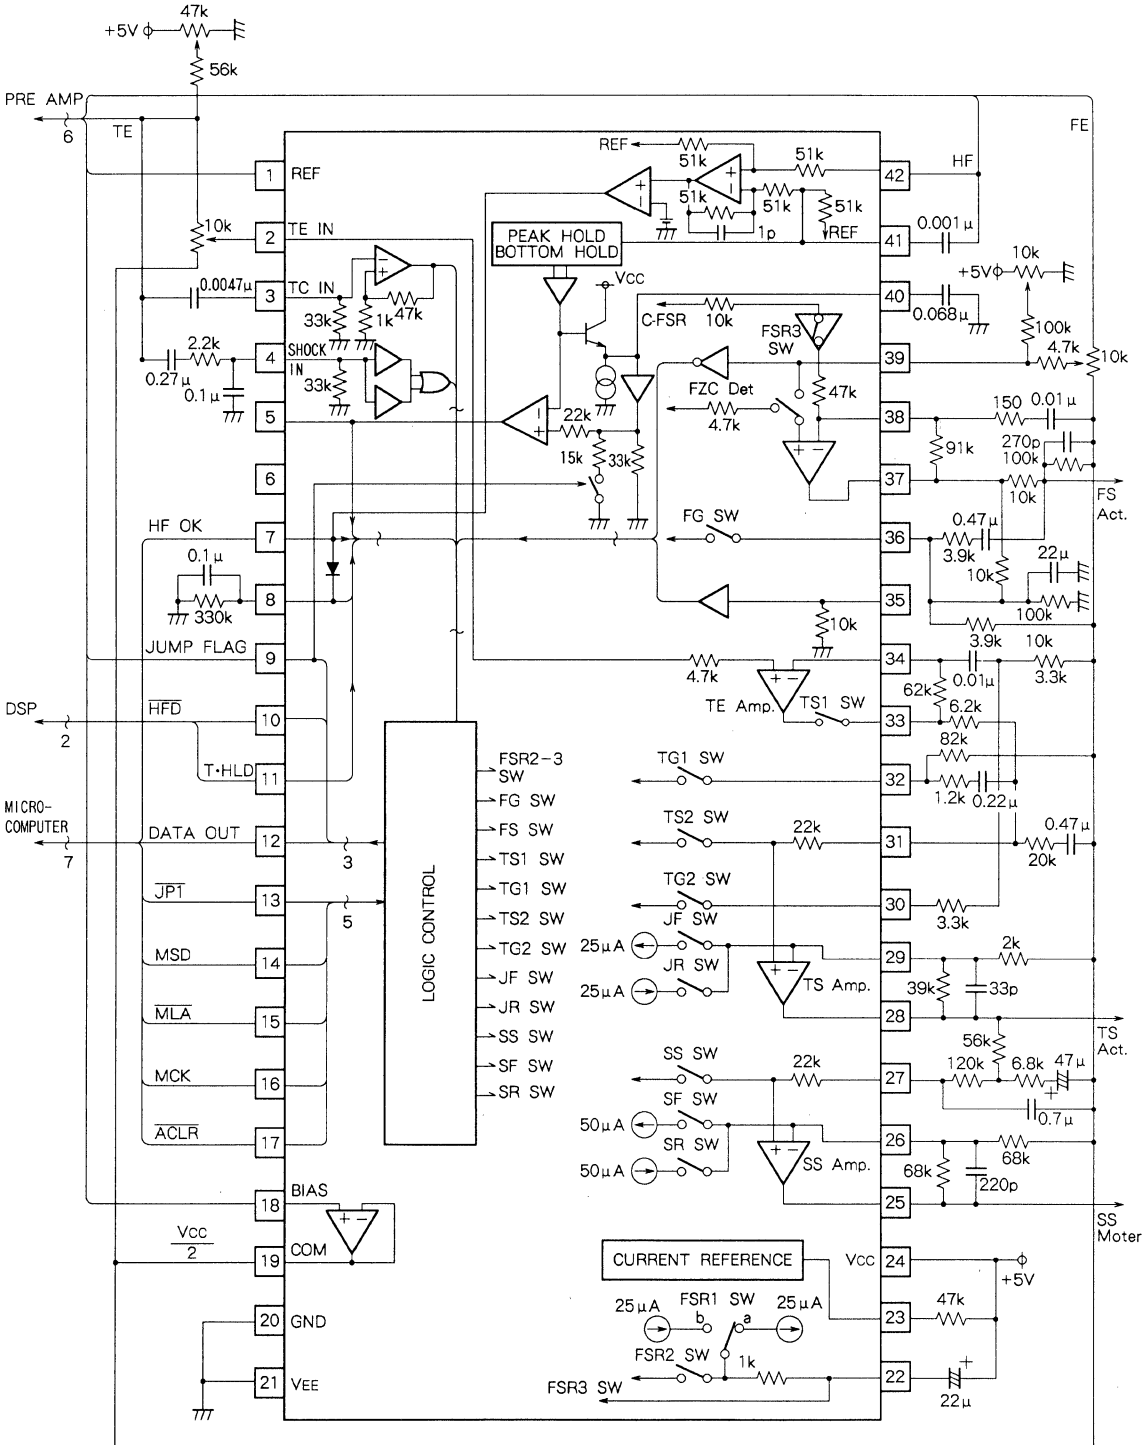 47k
+5V
56k
PRE AMP
6
TE
FE
1
REF
REF
51k
51k
42
HF
51k
51k
51k
10k
2
TE IN
PEAK HOLD
BOTTOM HOLD
1p
REF
41
0.001μ
10k
+5V
0.0047μ
3
TC IN
47k
33k
1k
Vcc
C-FSR
10k
FSR3
SW
40
0.068μ
100k
2.2k
4
SHOCK
IN
39
4.7k
10k
0.27μ
0.1μ
33k
FZC Det
47k
4.7k
5
22k
38
150
0.01μ
270p
15k
33k
91k
100k
6
37
10k
FS
Act.
HF OK
7
FG SW
36
0.47μ
3.9k
22μ
0.1μ
10k
8
330k
35
100k
10k
3.9k
10k
JUMP FLAG
9
4.7k
34
0.01μ
3.3k
62k
DSP
2
HFD
10
TE Amp.
TS1 SW
33
6.2k
82k
T·HLD
11
FSR2-3
SW
TG1 SW
32
1.2k
0.22μ
FG SW
MICRO-
COMPUTER
7
DATA OUT
12
3
FS SW
TS2 SW
22k
31
0.47μ
20k
TS1 SW
JP1
13
5
TG1 SW
TG2 SW
30
3.3k
LOGIC CONTROL
TS2 SW
JF SW
TG2 SW
25μA
29
2k
MSD
14
JF SW
JR SW
25μA
TS Amp.
39k
33p
JR SW
MLA
15
28
TS
Act.
SS SW
56k
SF SW
SS SW
22k
27
120k
6.8k
47μ
+
MCK
16
SR SW
SF SW
50μA
0.7μ
ACLR
17
SR SW
26
68k
50μA
SS Amp.
68k
220p
BIAS
18
25
SS
Moter
Vcc
2
COM
19
CURRENT REFERENCE
Vcc
24
+5V
20
GND
25μA
FSR1 SW
25μA
b
a
23
47k
21
VEE
FSR2 SW
1k
22
+
22μ
FSR3 SW